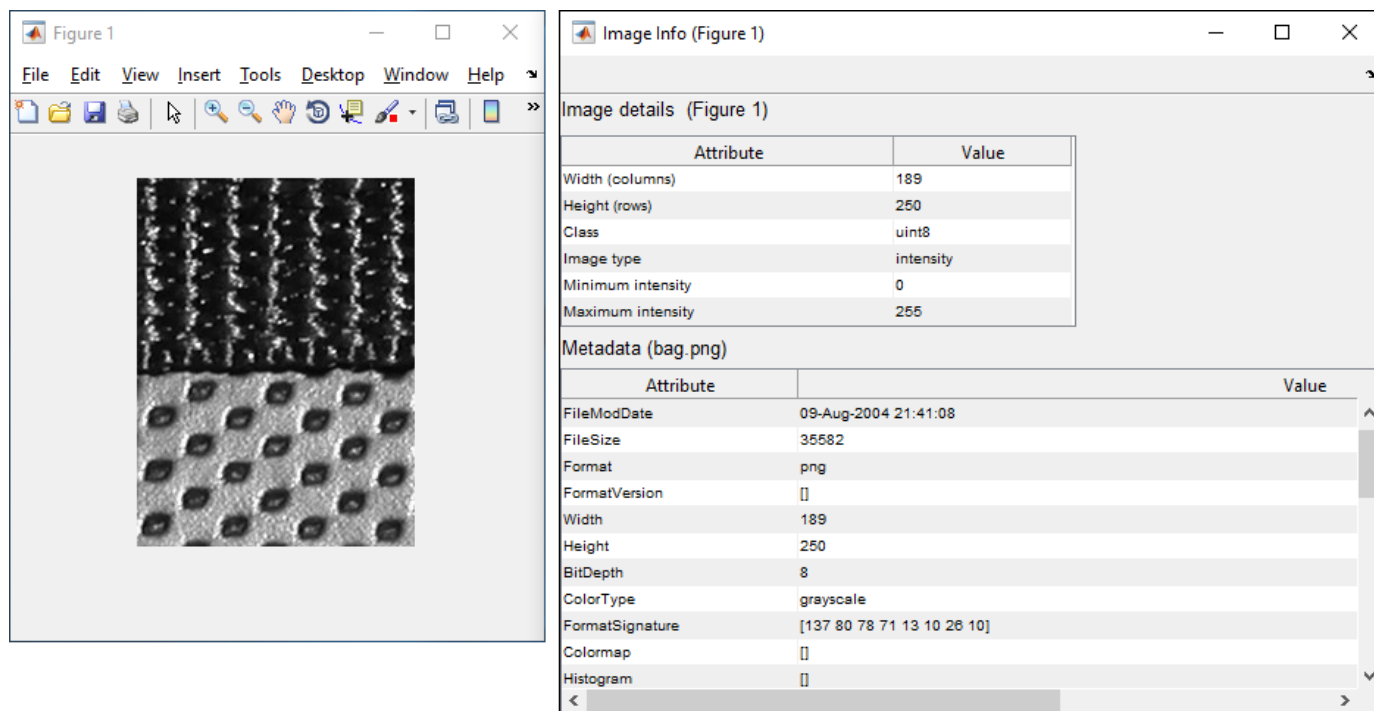 Figure 1
File Edit View Insert Tools Desktop Window Help
Image Info (Figure 1)
Image details (Figure 1)
Attribute Value
Width (columns) 189
Height (rows) 250
Class uint8
Image type intensity
Minimum intensity 0
Maximum intensity 255
Metadata (bag.png)
Attribute Value
FileModDate 09-Aug-2004 21:41:08
FileSize 35582
Format png
FormatVersion []
Width 189
Height 250
BitDepth 8
ColorType grayscale
FormatSignature [137 80 78 71 13 10 26 10]
Colormap []
Histogram []